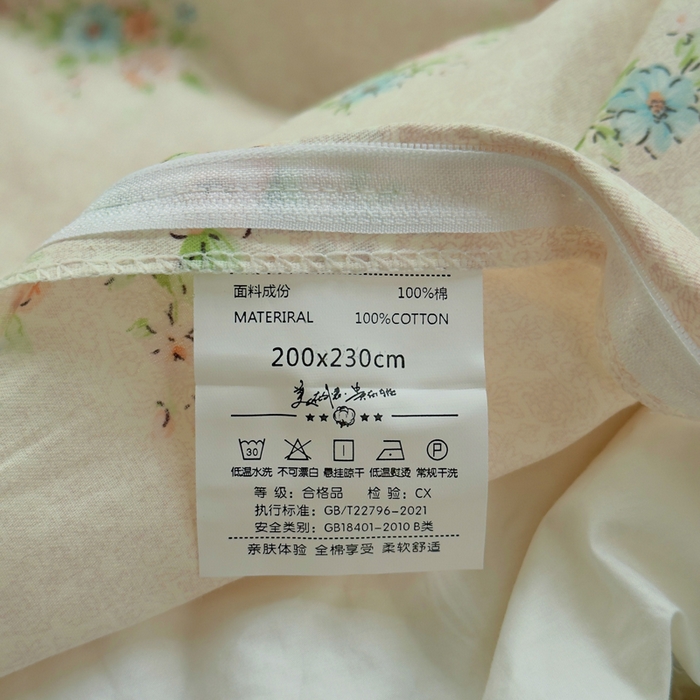 面料成份 100%棉
MATERIRAL 100%COTTON
200x230cm
30 P
低温水洗 不可漂白 悬挂晾干 低温熨烫 常规干洗
等 级：合格品 检 验：CX
执行标准：GB/T22796-2021
安全类别：GB18401-2010 B类
亲肤体验 全棉享受 柔软舒适